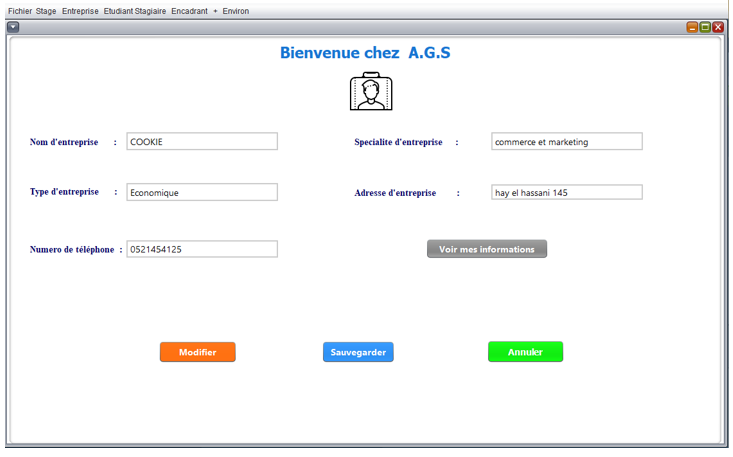 Fichier Stage Entreprise Etudiant Stagiaire Encadrant + Environ
Bienvenue chez A.G.S
Nom d'entreprise : COOKIE Specialite d'entreprise : commerce et marketing
Type d'entreprise : Economique Adresse d'entreprise : hay el hassani 145
Numero de téléphone : 0521454125 Voir mes informations
Modifier Sauvegarder Annuler